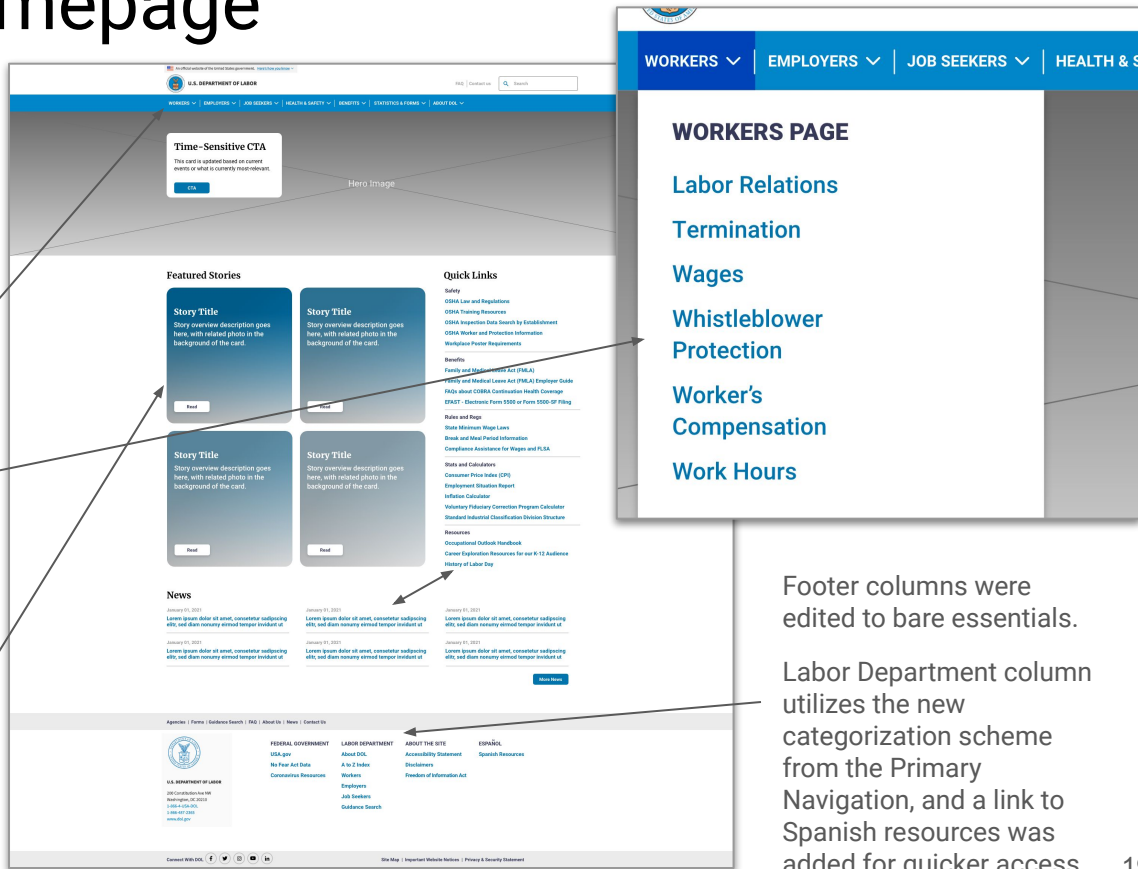 mepage
An official website of the United States government. Here's how you know
U.S. DEPARTMENT OF LABOR
FAQ | Contact us
Search
WORKERS | EMPLOYERS | JOB SEEKERS | HEALTH & SAFETY | BENEFITS | STATISTICS & FORMS | ABOUT DOL
Time-Sensitive CTA
This card is updated based on current
events or what is currently most-relevant.
CTA
Hero Image
Featured Stories
Story Title
Story overview description goes
here, with related photo in the
background of the card.
Read
Story Title
Story overview description goes
here, with related photo in the
background of the card.
Read
Story Title
Story overview description goes
here, with related photo in the
background of the card.
Read
Story Title
Story overview description goes
here, with related photo in the
background of the card.
Read
Quick Links
Safety
OSHA Law and Regulations
OSHA Training Resources
OSHA Inspection Data Search by Establishment
OSHA Worker and Protection Information
Workplace Poster Requirements
Benefits
Family and Medical Leave Act (FMLA)
Family and Medical Leave Act (FMLA) Employer Guide
FAQs about COBRA Continuation Health Coverage
EFAST - Electronic Form 5500 or Form 5500-SF Filing
Rules and Regs
State Minimum Wage Laws
Break and Meal Period Information
Compliance Assistance for Wages and FLSA
Stats and Calculators
Consumer Price Index (CPI)
Employment Situation Report
Inflation Calculator
Voluntary Fiduciary Correction Program Calculator
Standard Industrial Classification Division Structure
Resources
Occupational Outlook Handbook
Career Exploration Resources for our K-12 Audience
History of Labor Day
News
January 01, 2021
Lorem ipsum dolor sit amet, consetetur sadipscing
elitr, sed diam nonumy eirmod tempor invidunt ut
January 01, 2021
Lorem ipsum dolor sit amet, consetetur sadipscing
elitr, sed diam nonumy eirmod tempor invidunt ut
January 01, 2021
Lorem ipsum dolor sit amet, consetetur sadipscing
elitr, sed diam nonumy eirmod tempor invidunt ut
January 01, 2021
Lorem ipsum dolor sit amet, consetetur sadipscing
elitr, sed diam nonumy eirmod tempor invidunt ut
January 01, 2021
Lorem ipsum dolor sit amet, consetetur sadipscing
elitr, sed diam nonumy eirmod tempor invidunt ut
January 01, 2021
Lorem ipsum dolor sit amet, consetetur sadipscing
elitr, sed diam nonumy eirmod tempor invidunt ut
More News
Agencies | Forms | Guidance Search | FAQ | About Us | News | Contact Us
U.S. DEPARTMENT OF LABOR
200 Constitution Ave NW
Washington, DC 20210
1-866-4-USA-DOL
1-866-487-2365
www.dol.gov
FEDERAL GOVERNMENT
USA.gov
No Fear Act Data
Coronavirus Resources
LABOR DEPARTMENT
About DOL
A to Z Index
Workers
Employers
Job Seekers
Guidance Search
ABOUT THE SITE
Accessibility Statement
Disclaimers
Freedom of Information Act
ESPAÑOL
Spanish Resources
Connect With DOL
Site Map | Important Website Notices | Privacy & Security Statement
WORKERS | EMPLOYERS | JOB SEEKERS | HEALTH & S
WORKERS PAGE
Labor Relations
Termination
Wages
Whistleblower
Protection
Worker's
Compensation
Work Hours
Footer columns were
edited to bare essentials.
Labor Department column
utilizes the new
categorization scheme
from the Primary
Navigation, and a link to
Spanish resources was
added for quicker access